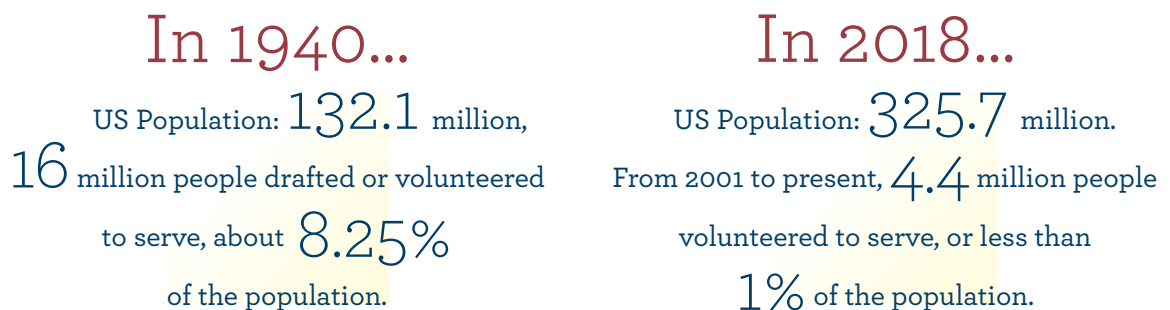 In 1940...
US Population: 132.1 million,
16 million people drafted or volunteered
to serve, about 8.25%
of the population.
In 2018...
US Population: 325.7 million.
From 2001 to present, 4.4 million people
volunteered to serve, or less than
1% of the population.